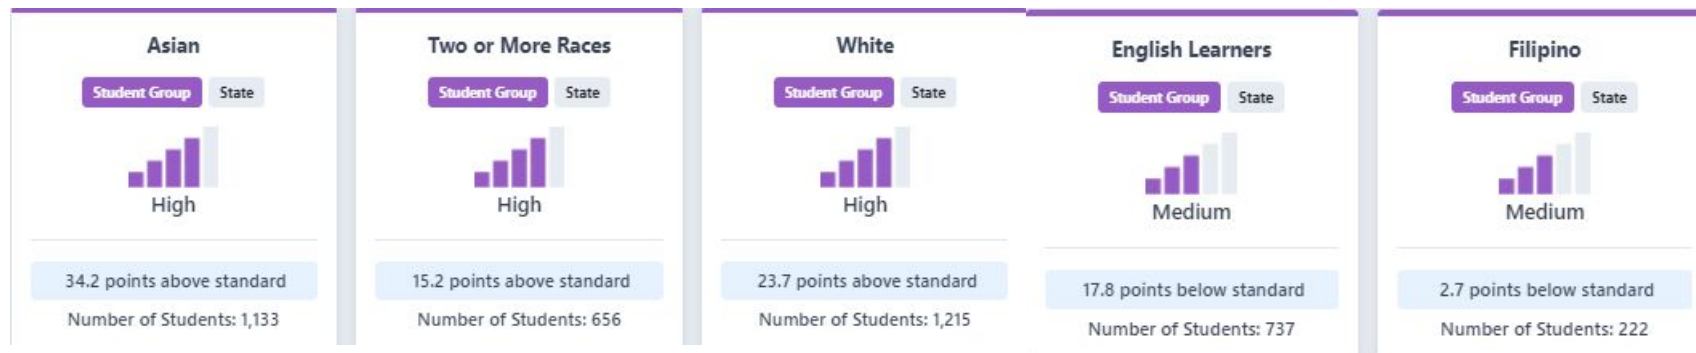 Asian
Student Group State
High
34.2 points above standard
Number of Students: 1,133
Two or More Races
Student Group State
High
15.2 points above standard
Number of Students: 656
White
Student Group State
High
23.7 points above standard
Number of Students: 1,215
English Learners
Student Group State
Medium
17.8 points below standard
Number of Students: 737
Filipino
Student Group State
Medium
2.7 points below standard
Number of Students: 222